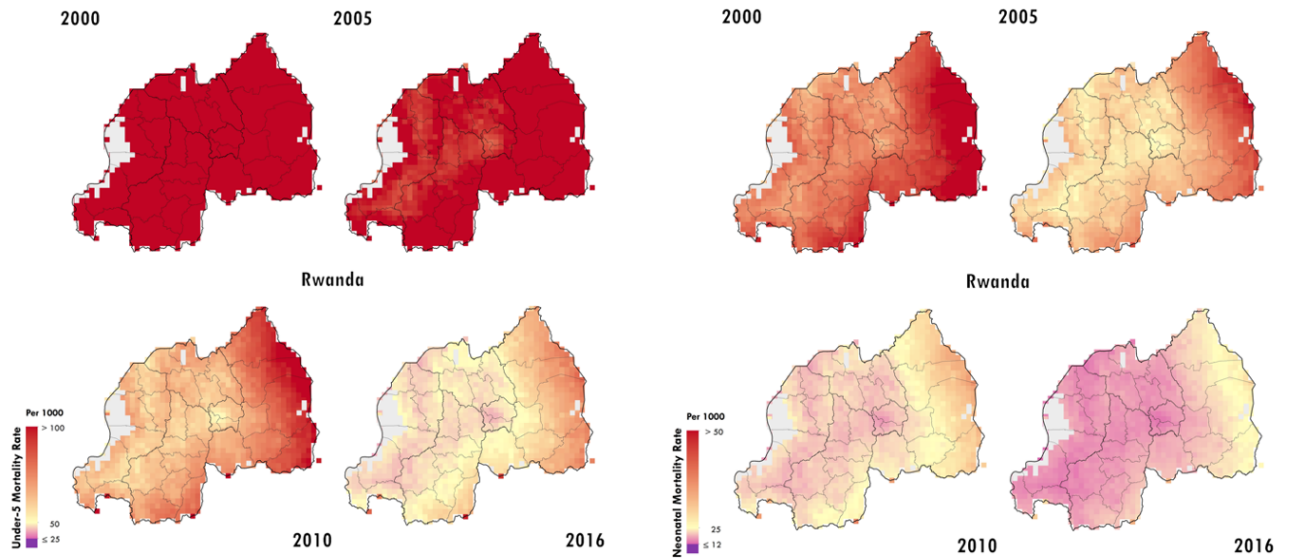 2000
2005
Rwanda
Per 1000
> 100
50
≤ 25
Under-5 Mortality Rate
2010
2016
2000
2005
Rwanda
Per 1000
> 50
25
≤ 12
Neonatal Mortality Rate
2010
2016